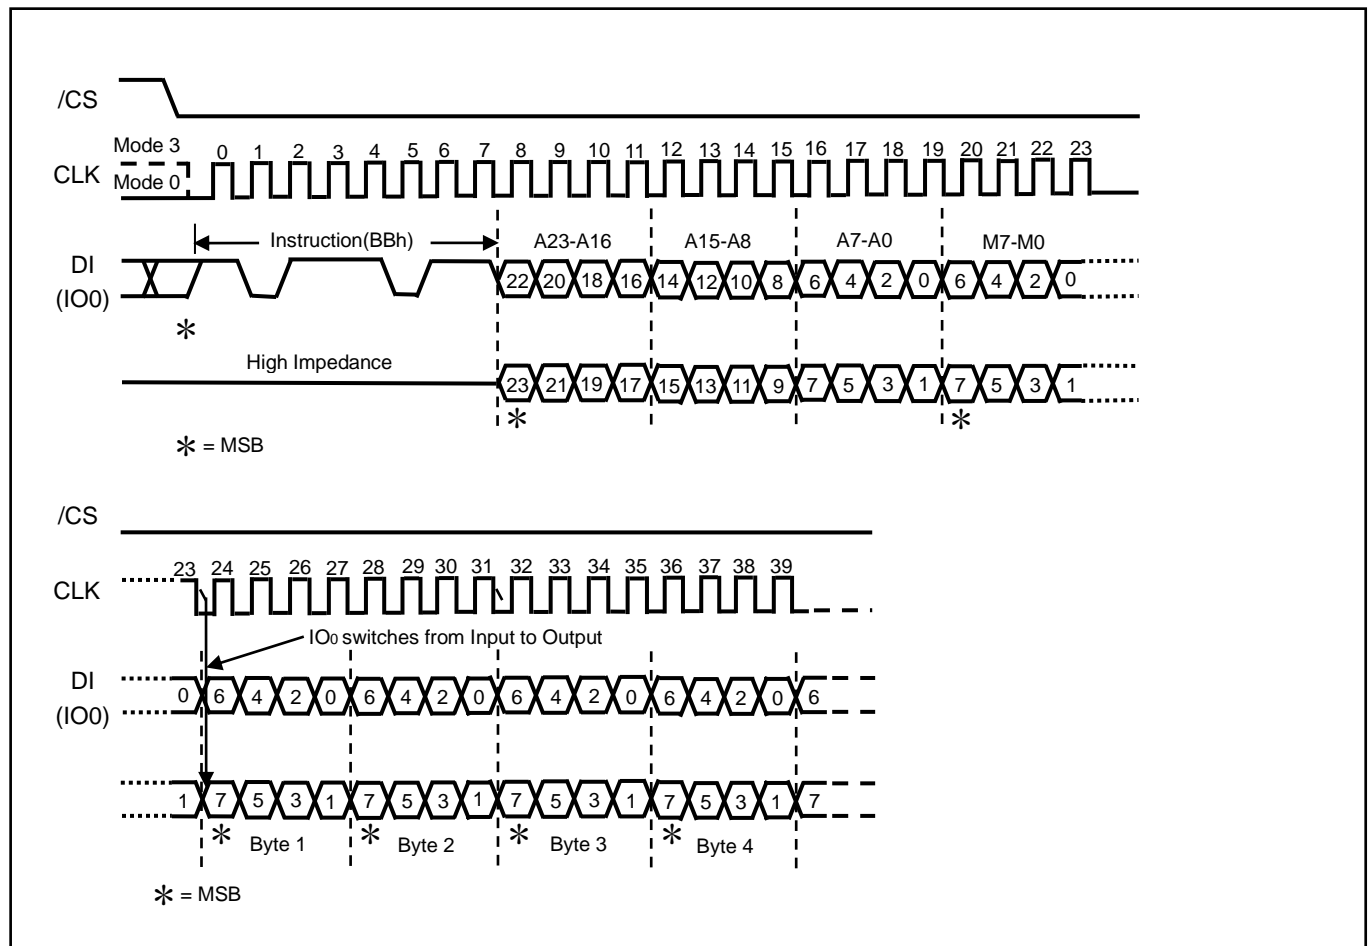 /CS
Mode 3
0 1 2 3 4 5 6 7 8 9 10 11 12 13 14 15 16 17 18 19 20 21 22 23
CLK
Mode 0
Instruction(BBh) A23-A16 A15-A8 A7-A0 M7-M0
DI
(IO0)
22 20 18 16 14 12 10 8 6 4 2 0 6 4 2 0
*
High Impedance
23 21 19 17 15 13 11 9 7 5 3 1 7 5 3 1
* *
* = MSB
/CS
23 24 25 26 27 28 29 30 31 32 33 34 35 36 37 38 39
CLK
IO0 switches from Input to Output
DI
(IO0)
0 6 4 2 0 6 4 2 0 6 4 2 0 6 4 2 0 6
1 7 5 3 1 7 5 3 1 7 5 3 1 7 5 3 1 7
* Byte 1 * Byte 2 * Byte 3 * Byte 4
* = MSB